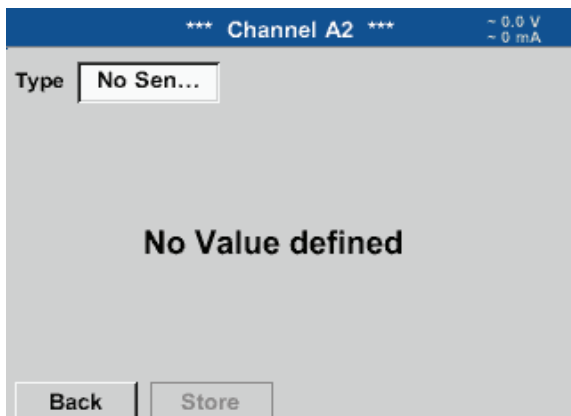 *** Channel A2 ***
~ 0.0 V
~ 0 mA
Type No Sen...
No Value defined
Back Store